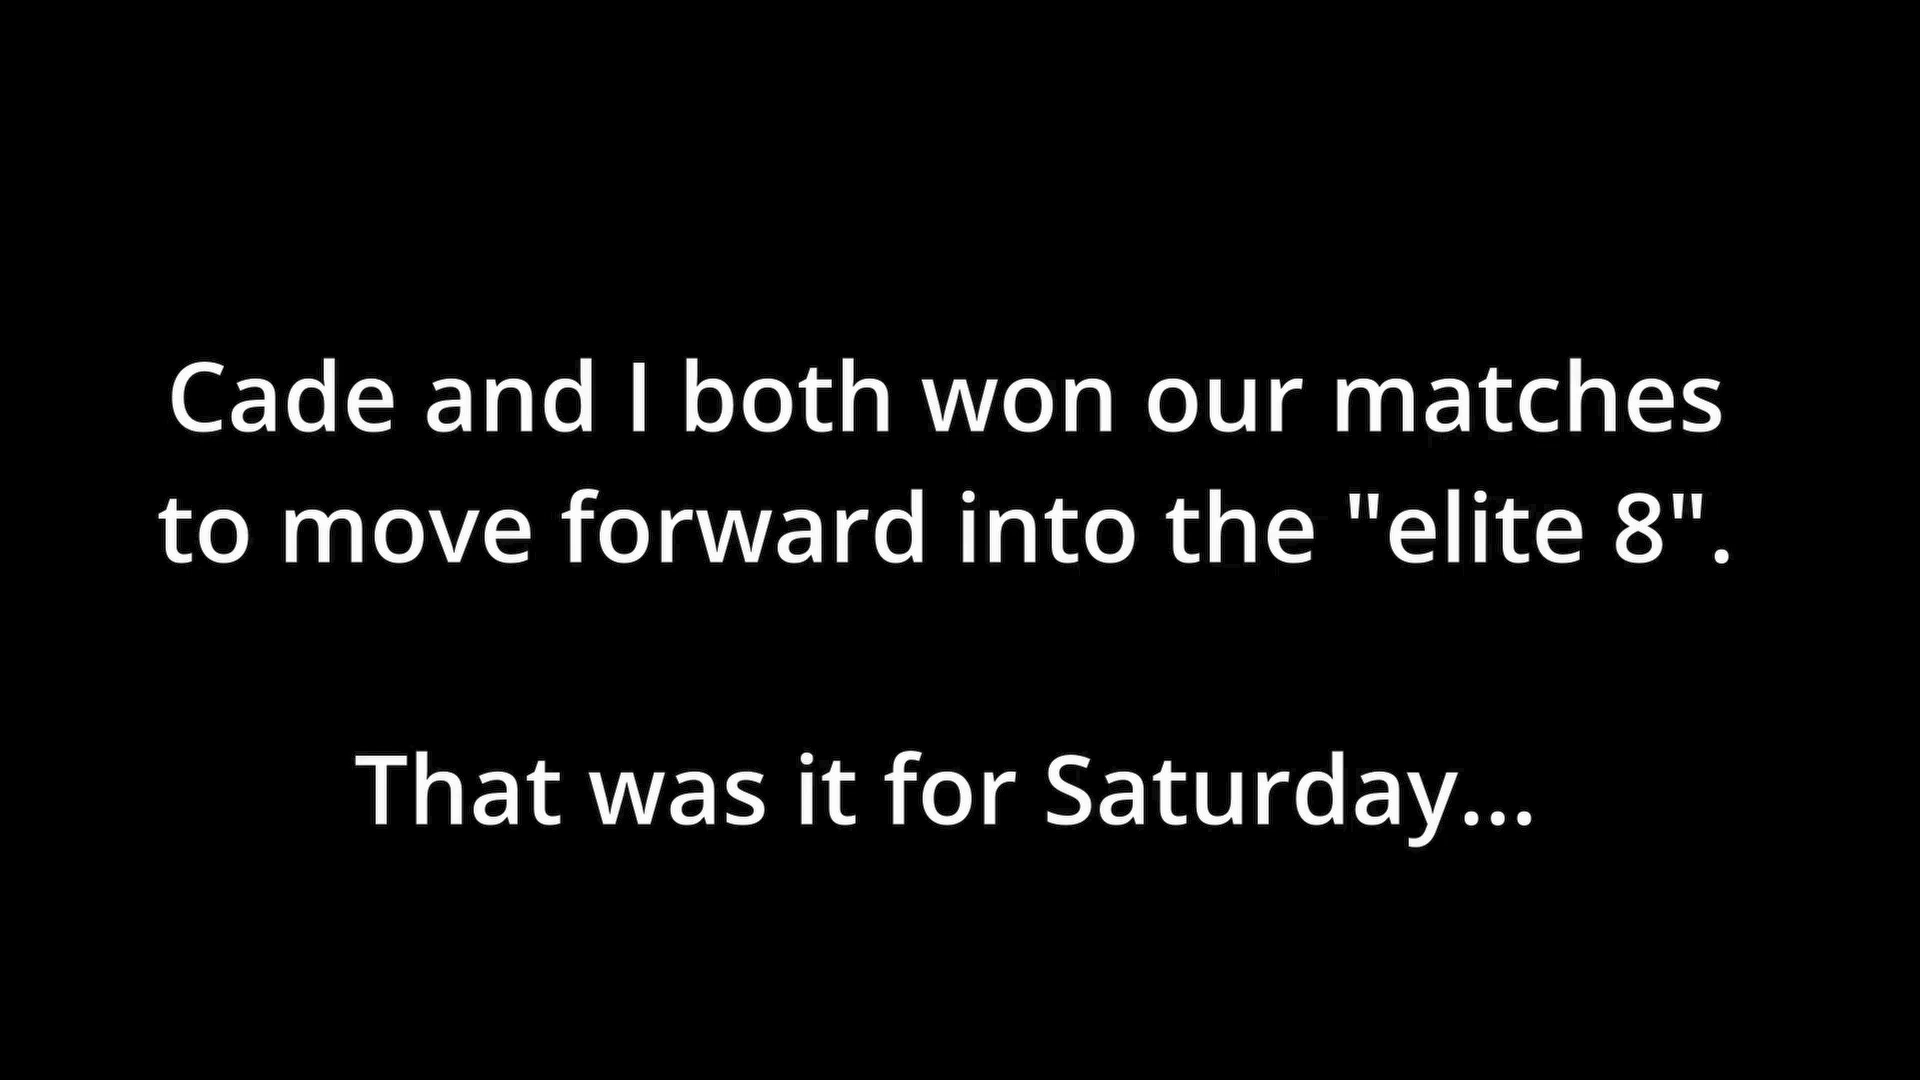 Cade and I both won our matches
to move forward into the "elite 8".
That was it for Saturday...